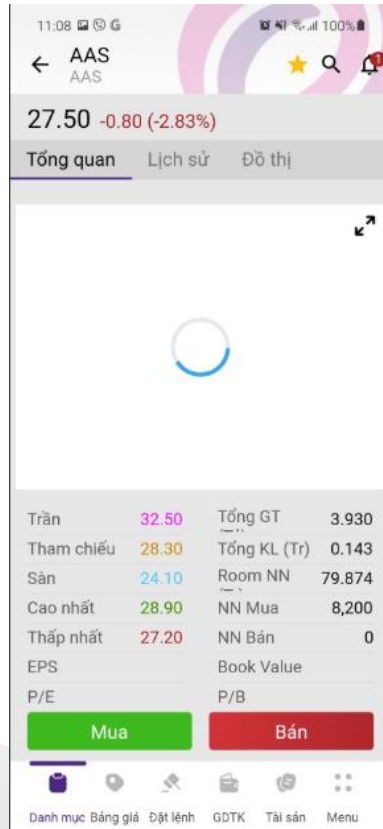 11:08 G 100%
AAS
AAS
1
27.50 -0.80 (-2.83%)
Tổng quan Lịch sử Đồ thị
Trần 32.50 Tổng GT 3.930
Tham chiếu 28.30 Tổng KL (Tr) 0.143
Sàn 24.10 Room NN 79.874
Cao nhất 28.90 NN Mua 8,200
Thấp nhất 27.20 NN Bán 0
EPS Book Value
P/E P/B
Mua Bán
Danh mục Bảng giá Đặt lệnh GDTK Tài sản Menu